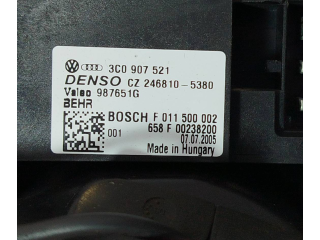 3C0 907 521
DENSO CZ 246810-5380
Valeo 987651G
BEHR
BOSCH F 011 500 002
001 658 F 00238200
07.07.2005
Made in Hungary